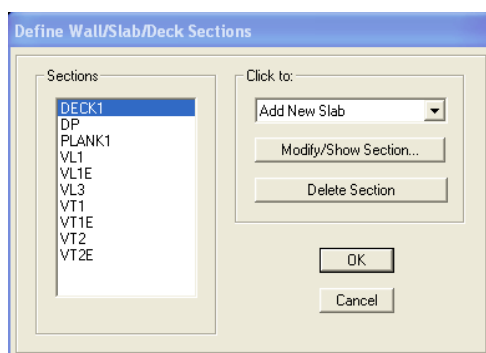 Define Wall/Slab/Deck Sections
Sections
DECK1
DP
PLANK1
VL1
VL1E
VL3
VT1
VT1E
VT2
VT2E
Click to:
Add New Slab
Modify/Show Section...
Delete Section
OK
Cancel